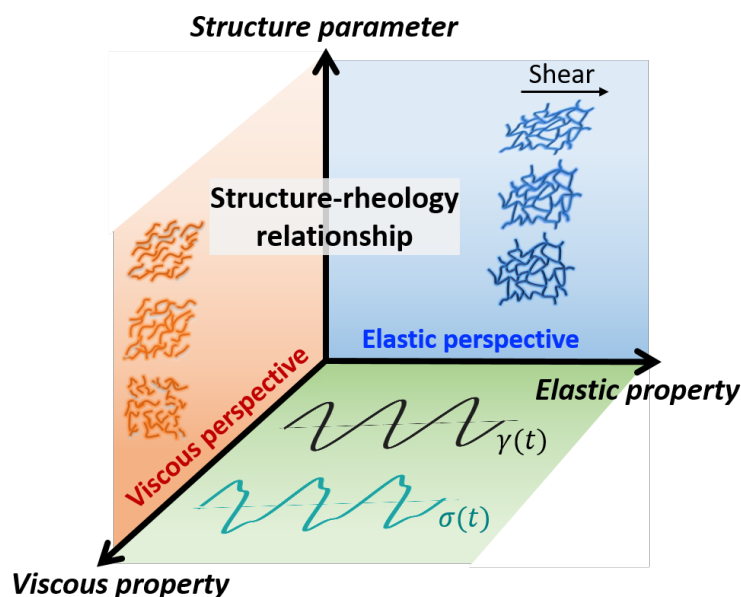 Structure parameter
Shear
Structure-rheology
relationship
Elastic perspective
Elastic property
Viscous perspective
γ(t)
σ(t)
Viscous property